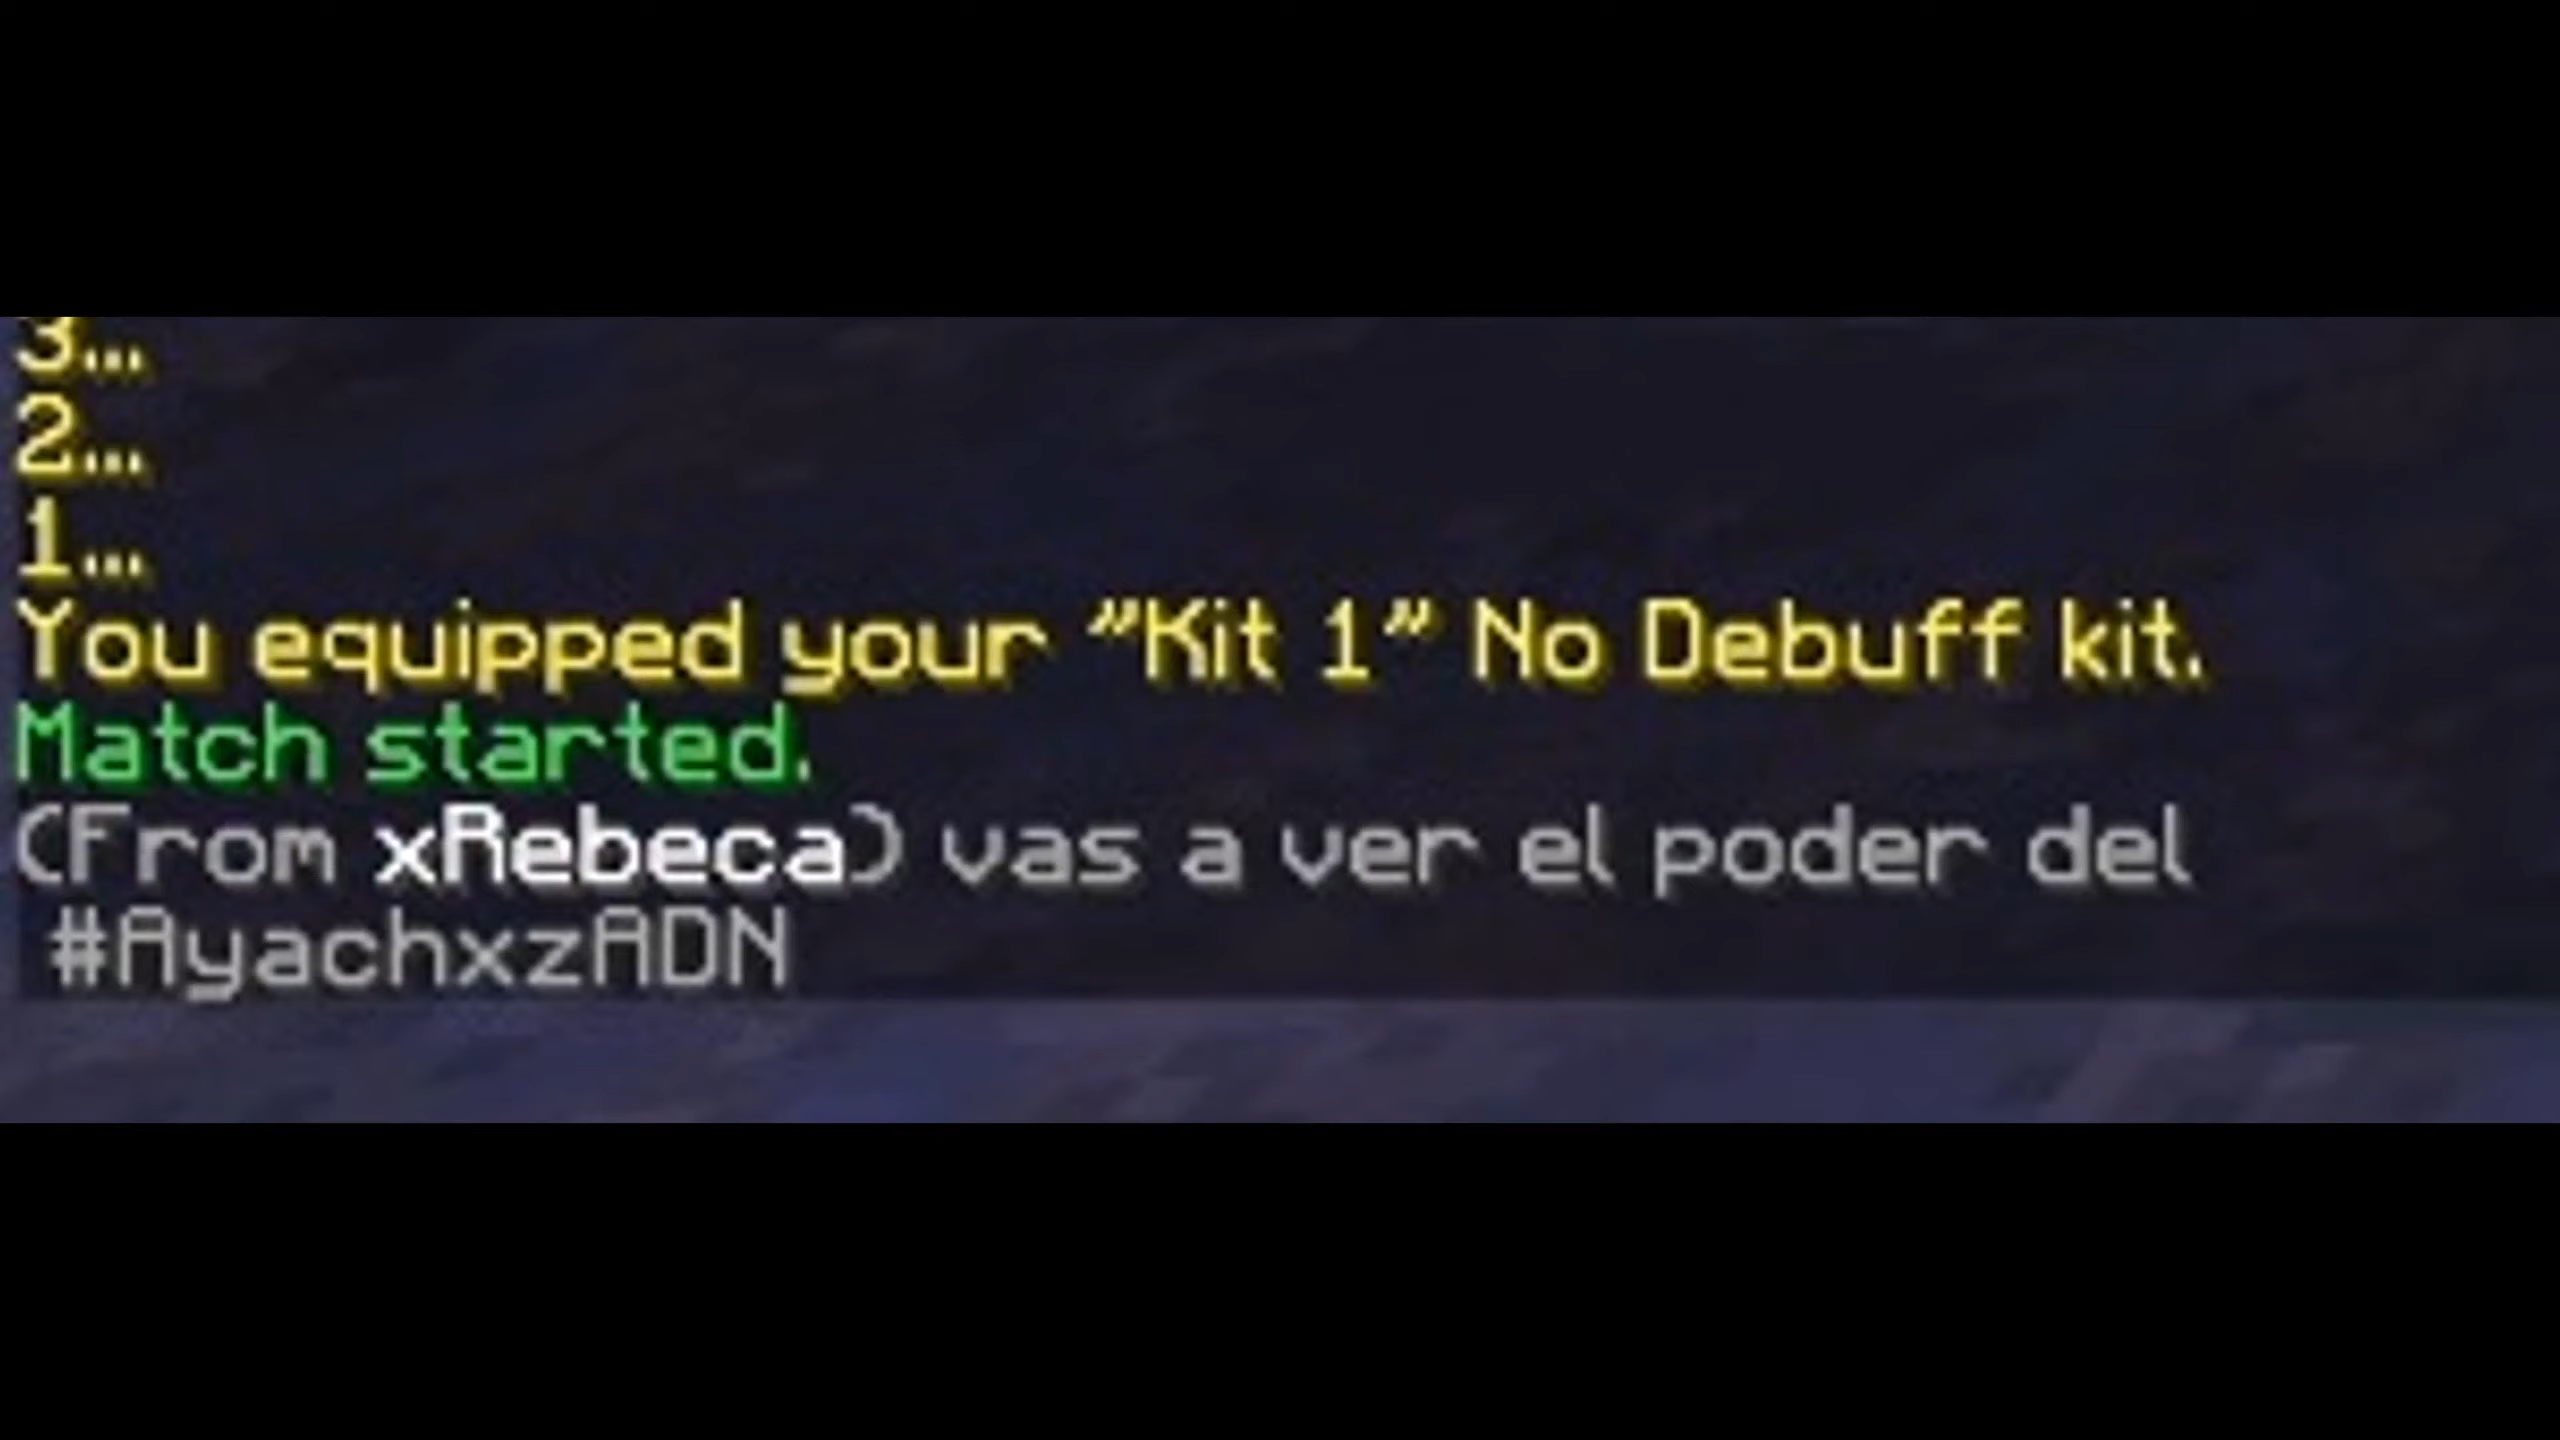 3...
2...
1...
You equipped your "Kit 1" No Debuff kit.
Match started.
(From xRebeca) vas a ver el poder del
#AyachxzADN